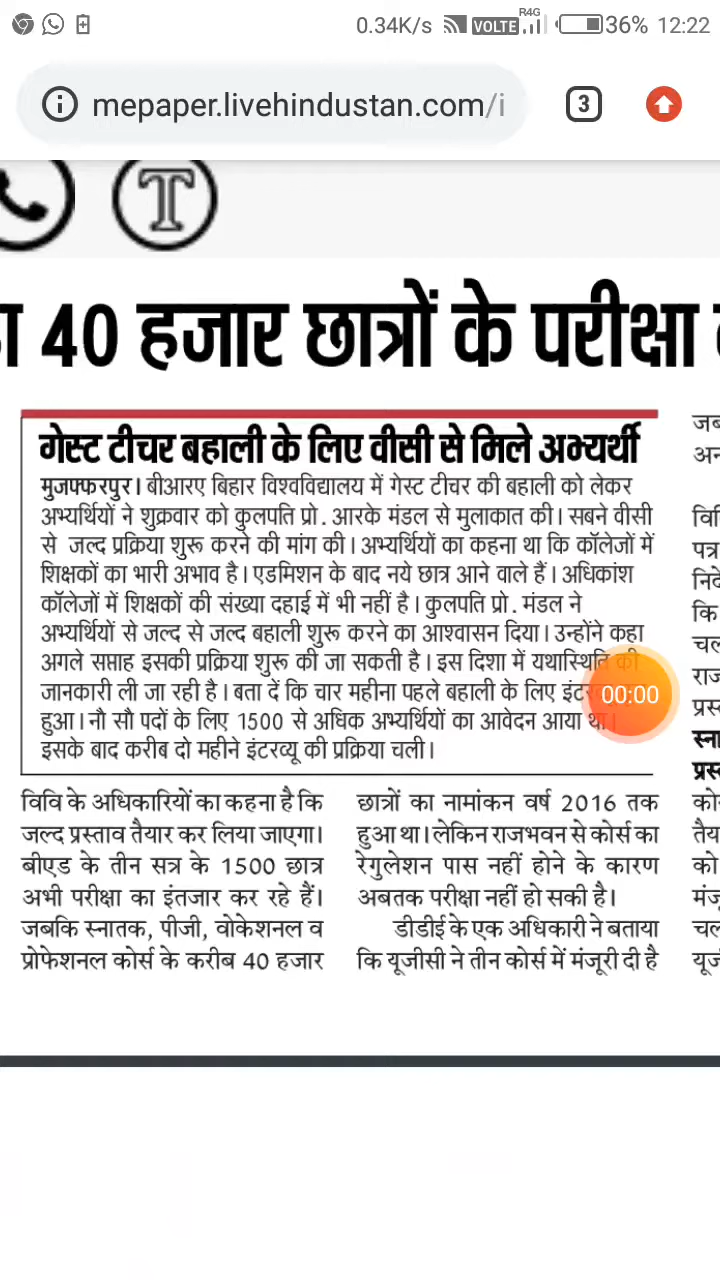 0.34K/s VOLTE R4G 36% 12:22
mepaper.livehindustan.com/i
3
T
40 हजार छात्रों के परीक्षा
गेस्ट टीचर बहाली के लिए वीसी से मिले अभ्यर्थी
मुजफ्फरपुर। बीआरए बिहार विश्वविद्यालय में गेस्ट टीचर की बहाली को लेकर
अभ्यर्थियों ने शुक्रवार को कुलपति प्रो. आरके मंडल से मुलाकात की। सबने वीसी
से जल्द प्रक्रिया शुरू करने की मांग की। अभ्यर्थियों का कहना था कि कॉलेजों में
शिक्षकों का भारी अभाव है। एडमिशन के बाद नये छात्र आने वाले हैं। अधिकांश
कॉलेजों में शिक्षकों की संख्या दहाई में भी नहीं है। कुलपति प्रो. मंडल ने
अभ्यर्थियों से जल्द से जल्द बहाली शुरू करने का आश्वासन दिया। उन्होंने कहा
अगले सप्ताह इसकी प्रक्रिया शुरू की जा सकती है। इस दिशा में यथास्थिति की
जानकारी ली जा रही है। बता दें कि चार महीना पहले बहाली के लिए
00:00
हुआ। नौ सौ पदों के लिए 1500 से अधिक अभ्यर्थियों का आवेदन आया था।
इसके बाद करीब दो महीने इंटरव्यू की प्रक्रिया चली।
विवि के अधिकारियों का कहना है कि
जल्द प्रस्ताव तैयार कर लिया जाएगा।
बीएड के तीन सत्र के 1500 छात्र
अभी परीक्षा का इंतजार कर रहे हैं।
जबकि स्नातक, पीजी, वोकेशनल व
प्रोफेशनल कोर्स के करीब 40 हजार
छात्रों का नामांकन वर्ष 2016 तक
हुआ था। लेकिन राजभवन से कोर्स का
रेगुलेशन पास नहीं होने के कारण
अबतक परीक्षा नहीं हो सकी है।
डीडीई के एक अधिकारी ने बताया
कि यूजीसी ने तीन कोर्स में मंजूरी दी है